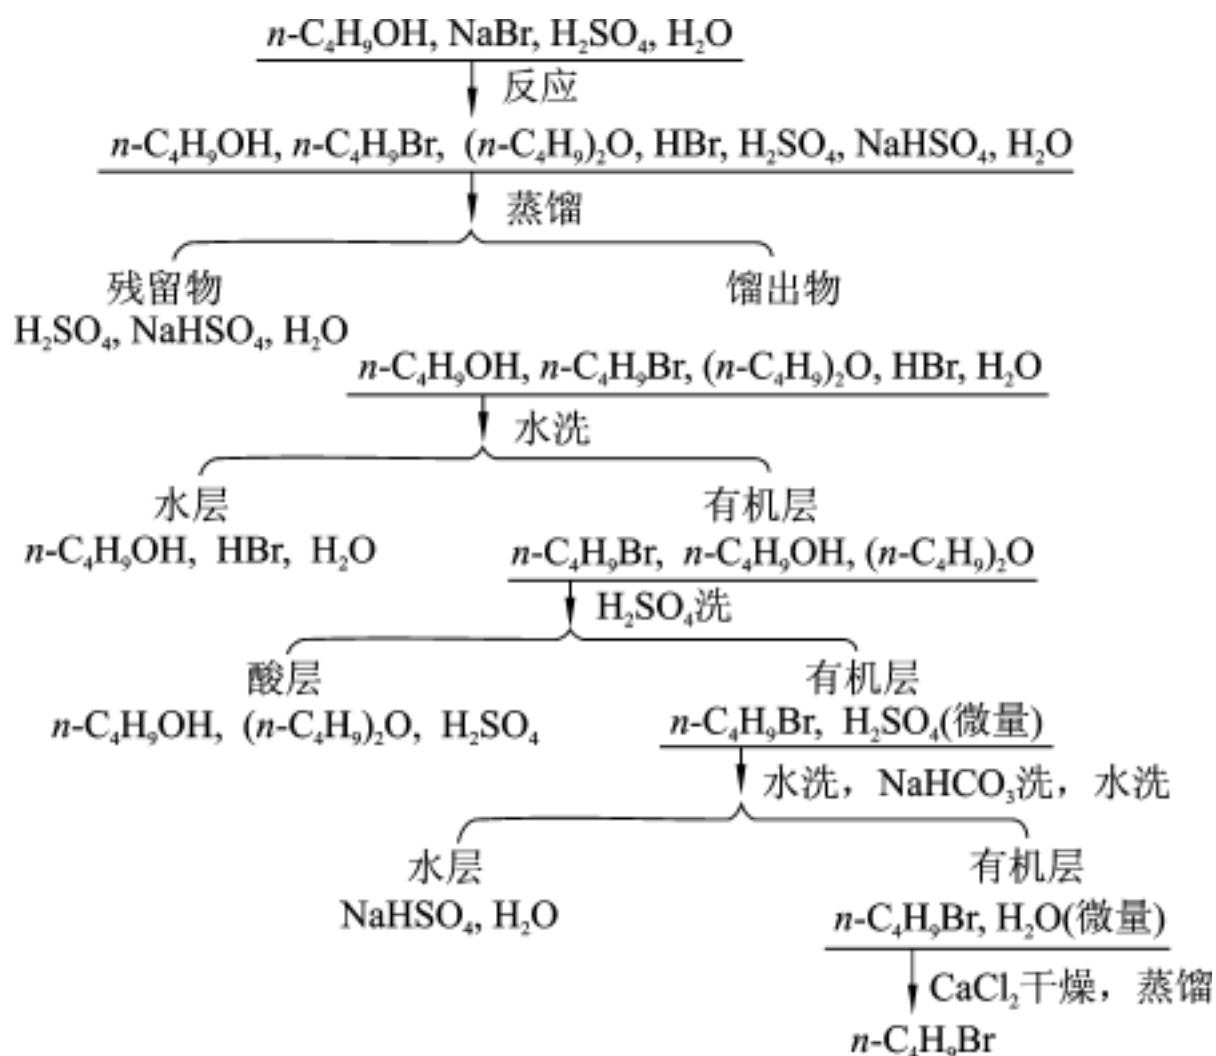 n-C₄H₉OH, NaBr, H₂SO₄, H₂O
反应
n-C₄H₉OH, n-C₄H₉Br, (n-C₄H₉)₂O, HBr, H₂SO₄, NaHSO₄, H₂O
蒸馏
残留物 馏出物
H₂SO₄, NaHSO₄, H₂O
n-C₄H₉OH, n-C₄H₉Br, (n-C₄H₉)₂O, HBr, H₂O
水洗
水层 有机层
n-C₄H₉OH, HBr, H₂O n-C₄H₉Br, n-C₄H₉OH, (n-C₄H₉)₂O
H₂SO₄洗
酸层 有机层
n-C₄H₉OH, (n-C₄H₉)₂O, H₂SO₄ n-C₄H₉Br, H₂SO₄(微量)
水洗，NaHCO₃洗，水洗
水层 有机层
NaHSO₄, H₂O n-C₄H₉Br, H₂O(微量)
CaCl₂干燥，蒸馏
n-C₄H₉Br